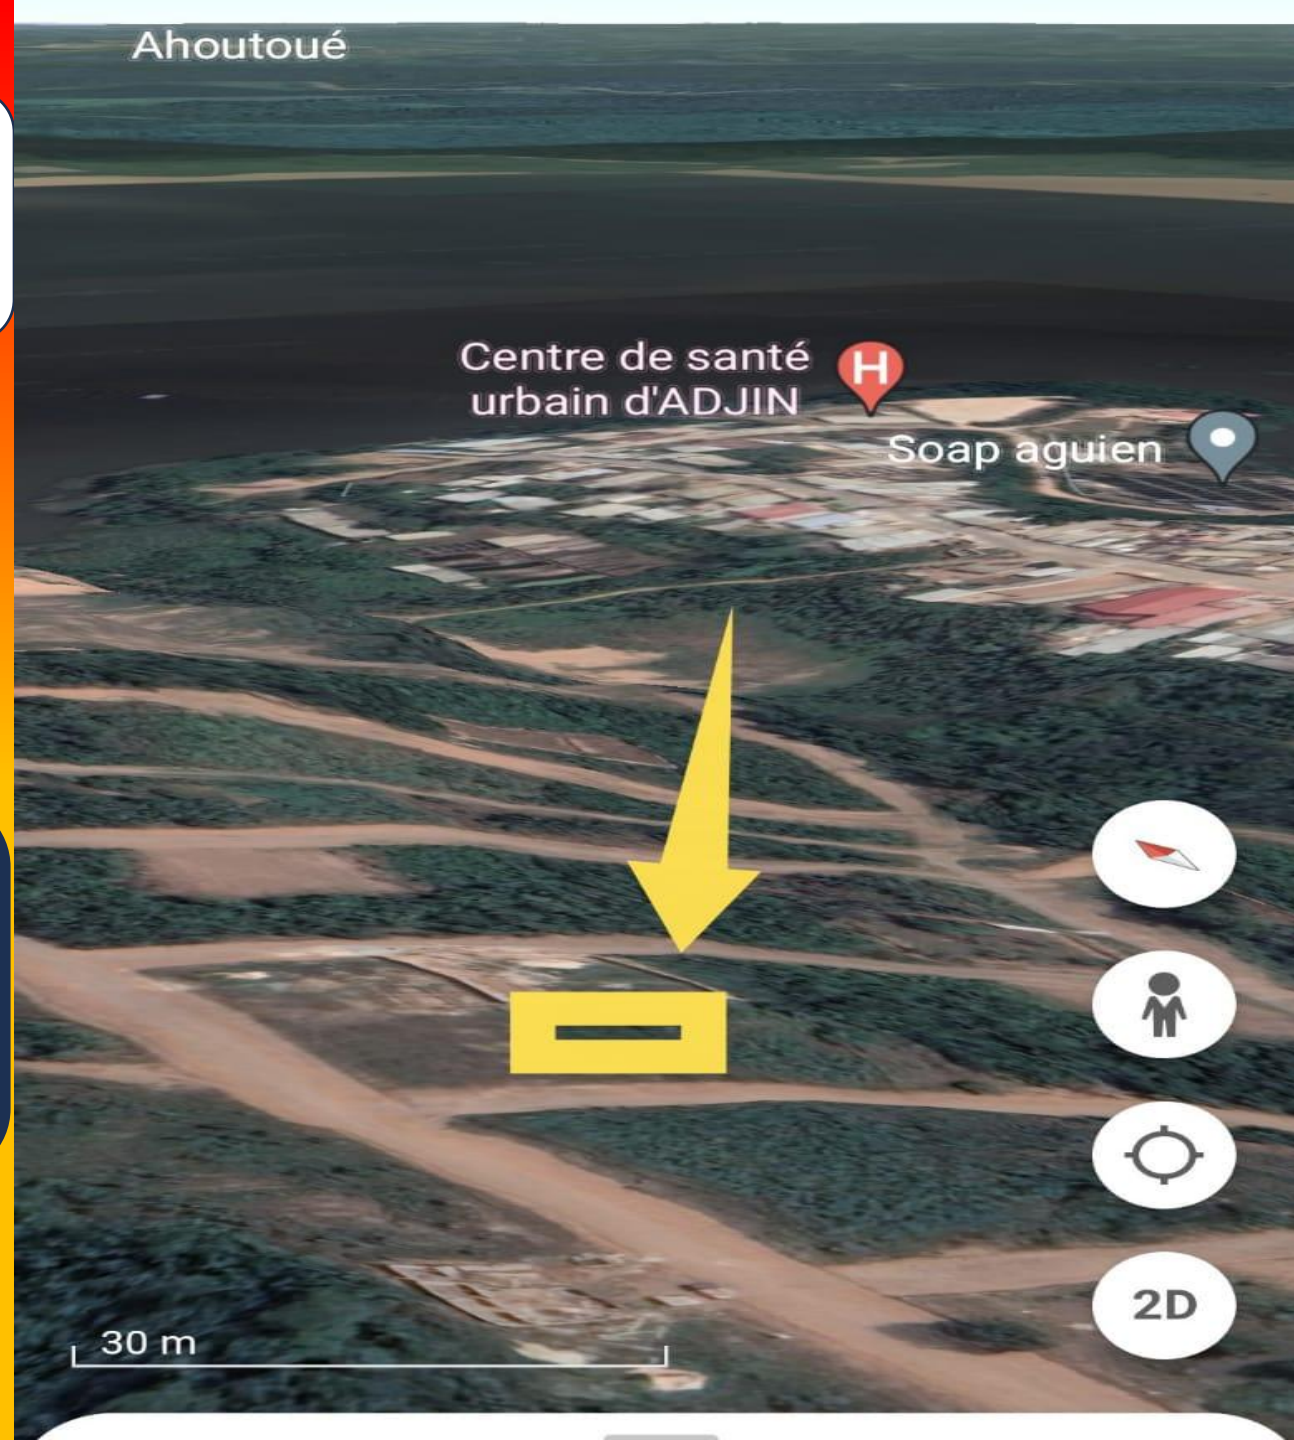 Ahoutoué
Centre de santé
urbain d'ADJIN
Soap aguien
2D
30 m